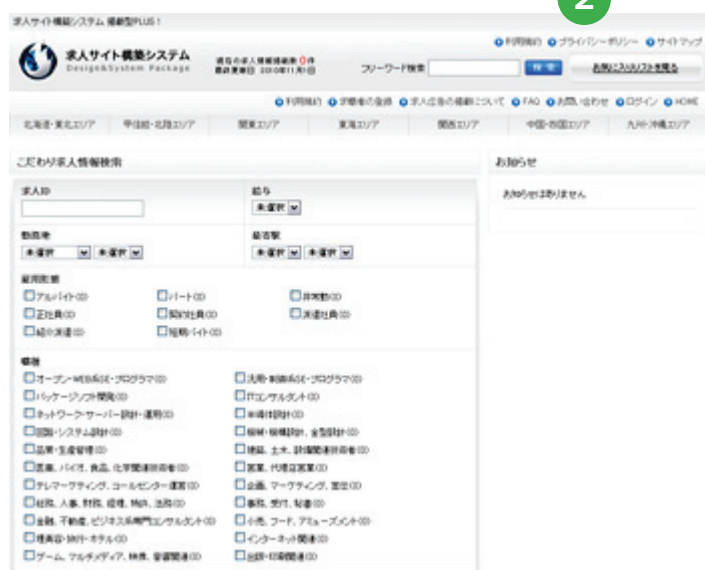 2
求人サイト構築システム 掲載型PLUS！
利用規約 プライバシーポリシー サイトマップ
求人サイト構築システム
Design&System Package
現在の求人情報掲載数 0件
最終更新日 2010年11月1日
フリーワード検索 検索 お気に入りリストを見る
利用規約 求職者の登録 求人広告の掲載について FAQ お問い合わせ ログイン HOME
北海道・東北エリア 甲信越・北陸エリア 関東エリア 東海エリア 関西エリア 中国・四国エリア 九州・沖縄エリア
こだわり求人情報検索
お知らせ
お知らせはありません
求人ID 給与
未選択
勤務地 最寄駅
未選択 未選択 未選択 未選択
雇用形態
アルバイト(0) パート(0) 非常勤(0)
正社員(0) 契約社員(0) 派遣社員(0)
紹介派遣(0) 短期バイト(0)
職種
オープン・WEB系SE・プログラマ(0) 汎用・制御系SE・プログラマ(0)
パッケージソフト開発(0) ITコンサルタント(0)
ネットワーク・サーバー設計・運用(0) 半導体設計(0)
回路・システム設計(0) 機械・機構設計、金型設計(0)
品質・生産管理(0) 建築、土木、設備関連技術者(0)
医薬、バイオ、食品、化学関連技術者(0) 営業、代理店営業(0)
テレマーケティング、コールセンター運営(0) 企画、マーケティング、宣伝(0)
総務、人事、財務、経理、特許、法務(0) 事務、受付、秘書(0)
金融、不動産、ビジネス系専門コンサルタント(0) 小売、フード、アミューズメント(0)
理美容・旅行・ホテル(0) インターネット関連(0)
ゲーム、マルチメディア、映像、音響関連(0) 出版・印刷関連(0)